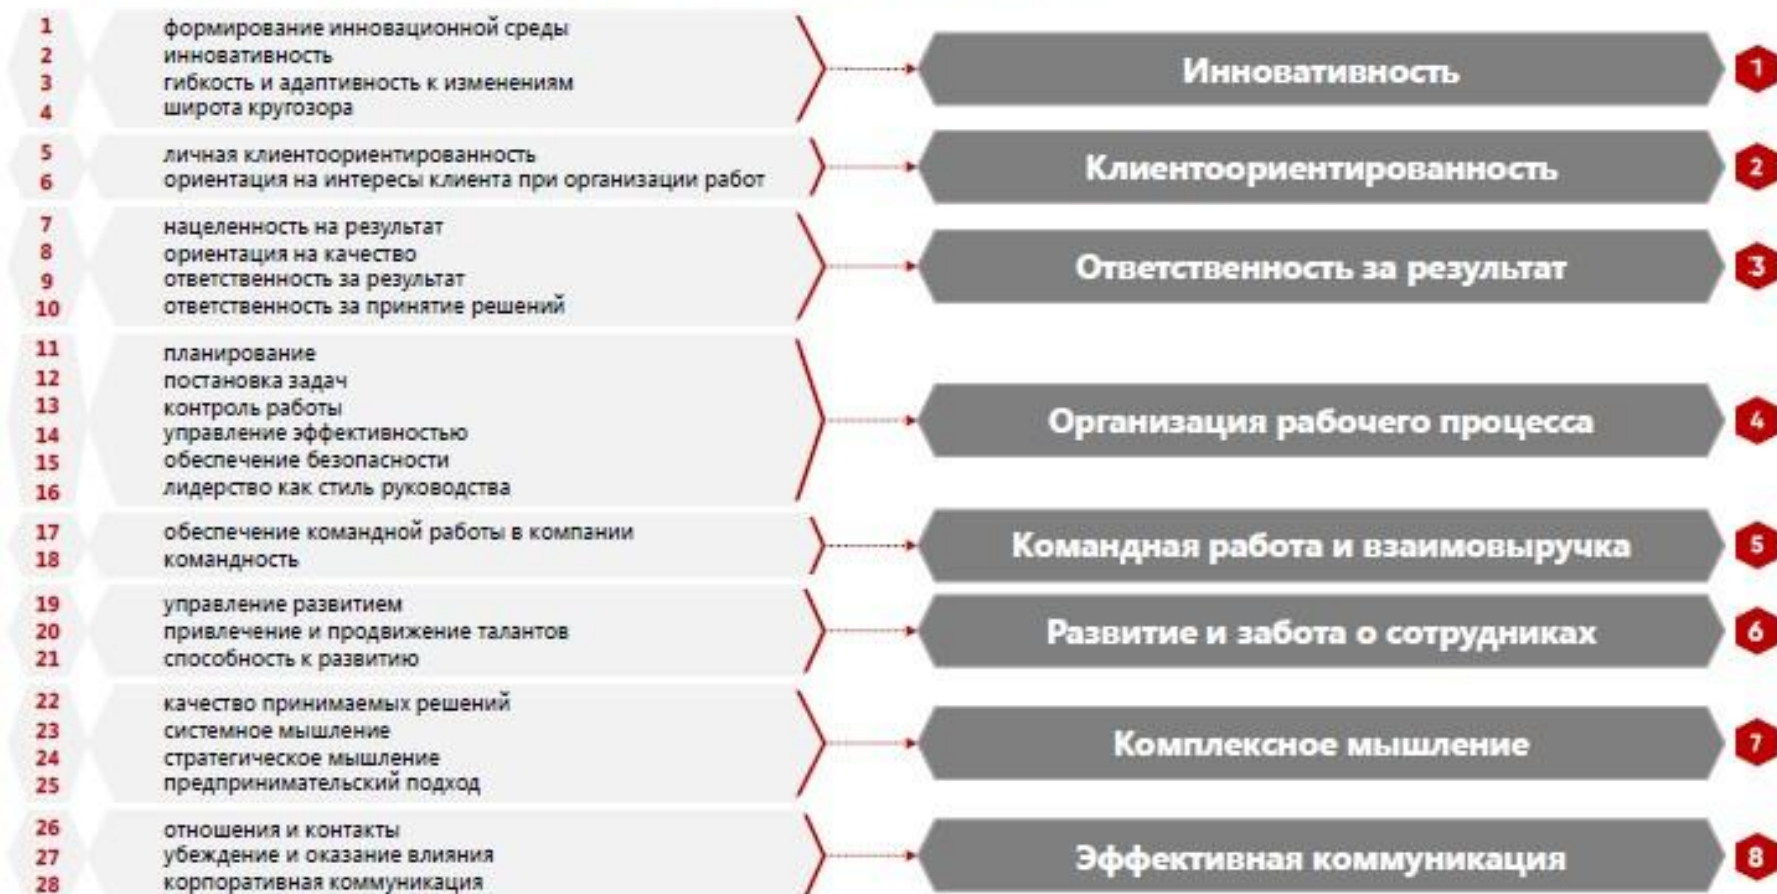 1 формирование инновационной среды
2 инновативность
3 гибкость и адаптивность к изменениям
4 широта кругозора
Инновативность 1
5 личная клиентоориентированность
6 ориентация на интересы клиента при организации работ
Клиентоориентированность 2
7 нацеленность на результат
8 ориентация на качество
9 ответственность за результат
10 ответственность за принятие решений
Ответственность за результат 3
11 планирование
12 постановка задач
13 контроль работы
14 управление эффективностью
15 обеспечение безопасности
16 лидерство как стиль руководства
Организация рабочего процесса 4
17 обеспечение командной работы в компании
18 командность
Командная работа и взаимовыручка 5
19 управление развитием
20 привлечение и продвижение талантов
21 способность к развитию
Развитие и забота о сотрудниках 6
22 качество принимаемых решений
23 системное мышление
24 стратегическое мышление
25 предпринимательский подход
Комплексное мышление 7
26 отношения и контакты
27 убеждение и оказание влияния
28 корпоративная коммуникация
Эффективная коммуникация 8